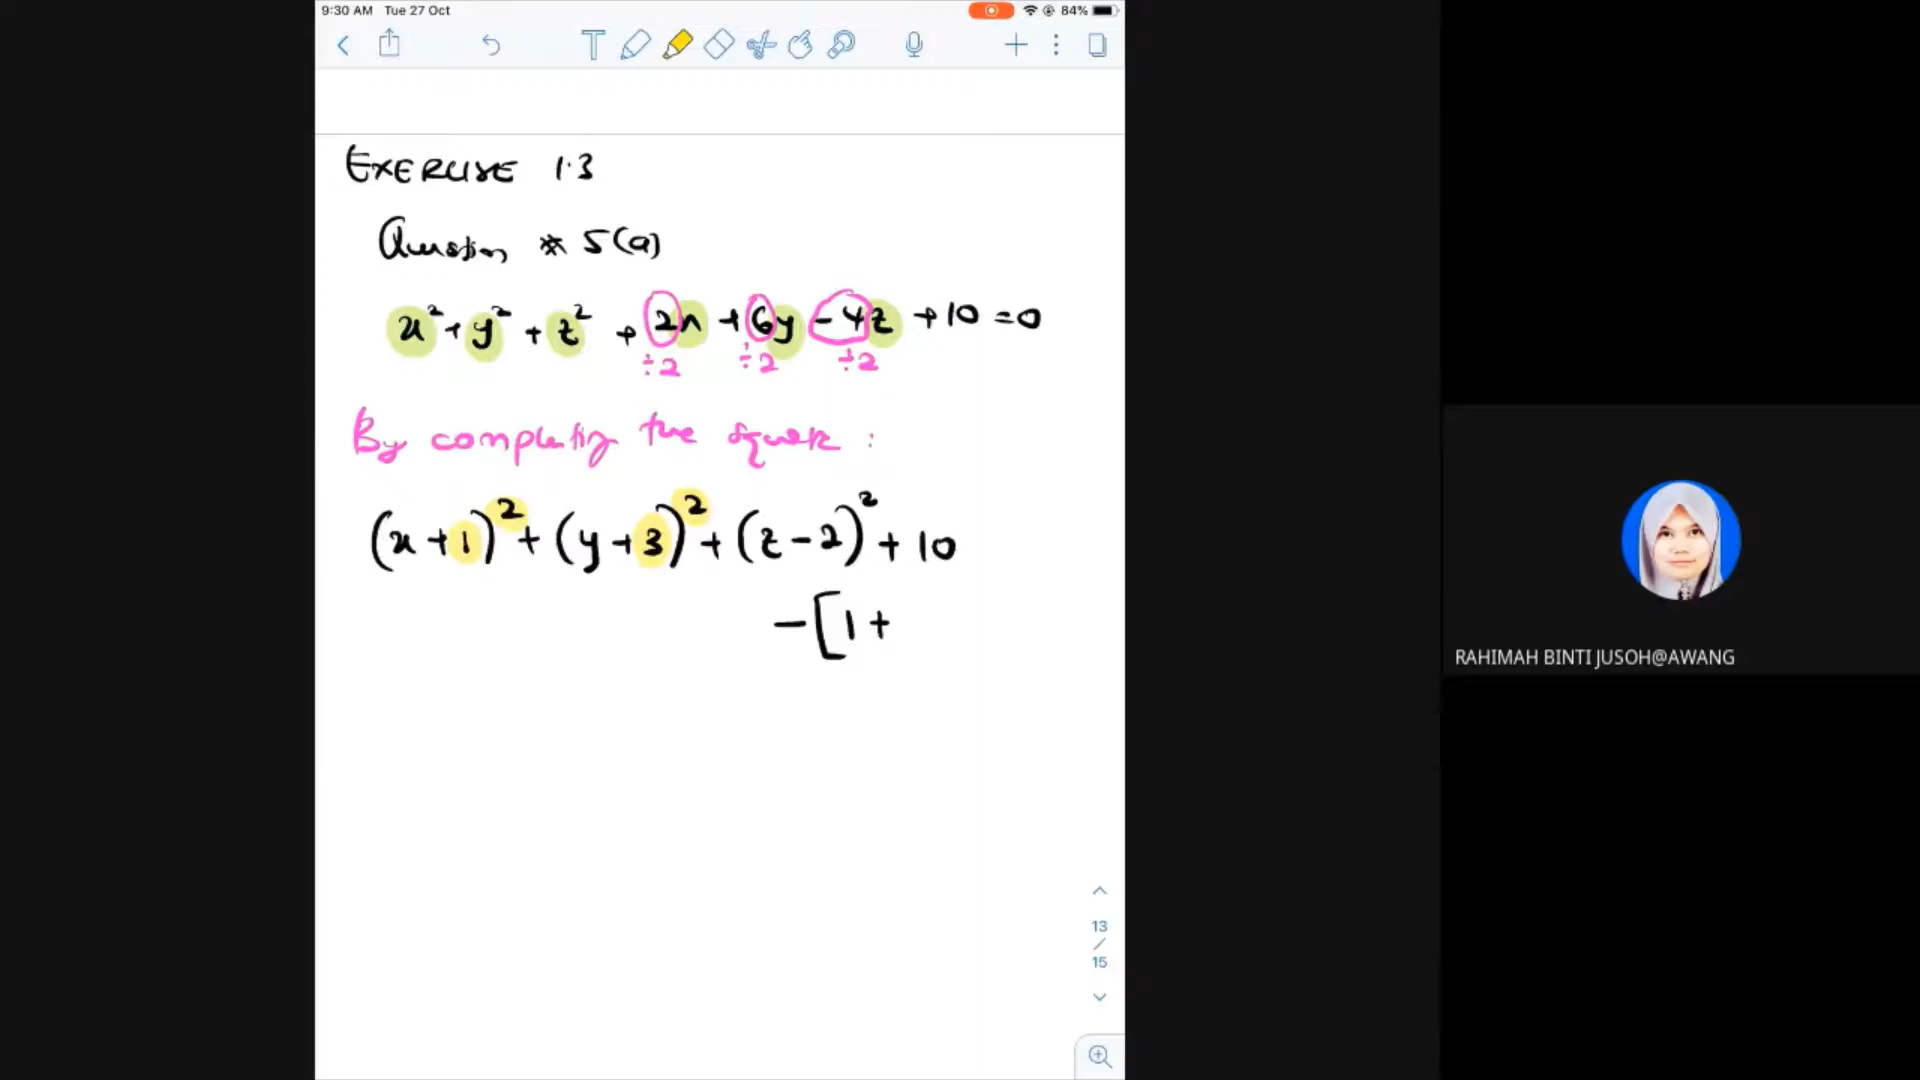 9:30 AM Tue 27 Oct
84%
EXERCISE 1.3
Question * 5(a)
x² + y² + z² + 2x + 6y - 4z + 10 = 0
÷2 ÷2 ÷2
By completing the square :
(x + 1)² + (y + 3)² + (z - 2)² + 10
- [1 +
RAHIMAH BINTI JUSOH@AWANG
13
/
15